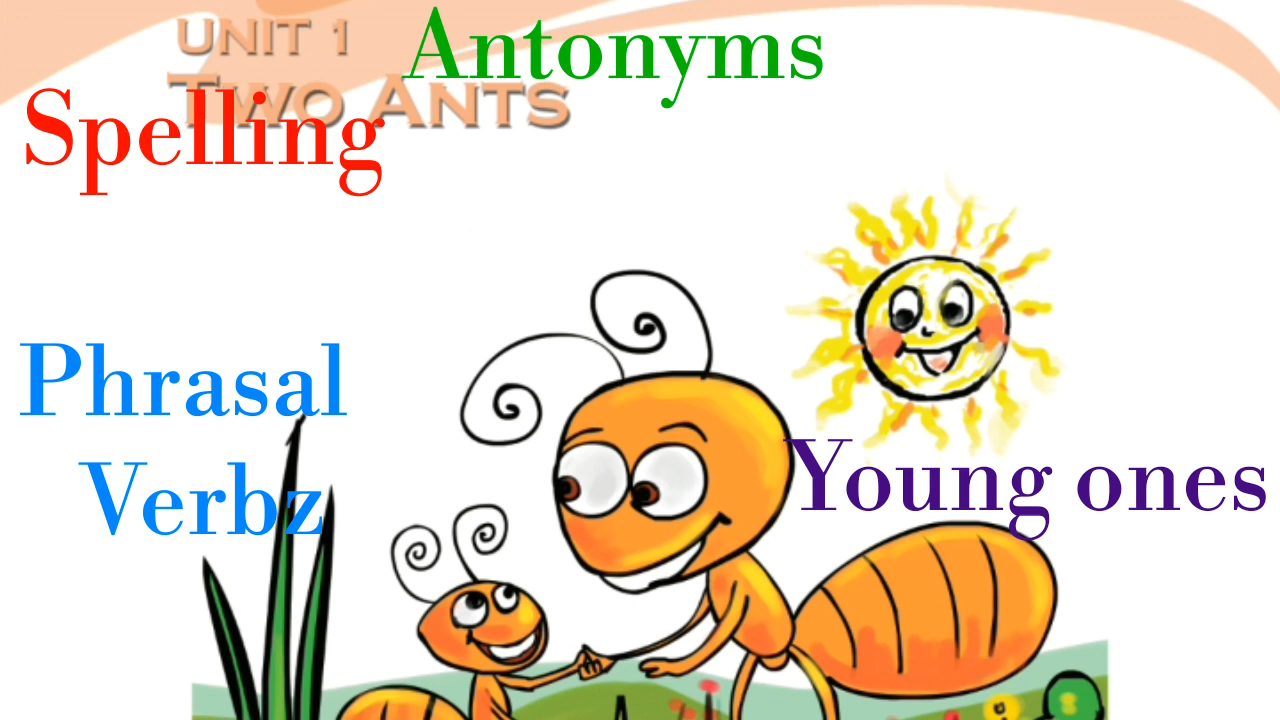 UNIT 1
TWO ANTS
Antonyms
Spelling
Phrasal
Verbz
Young ones